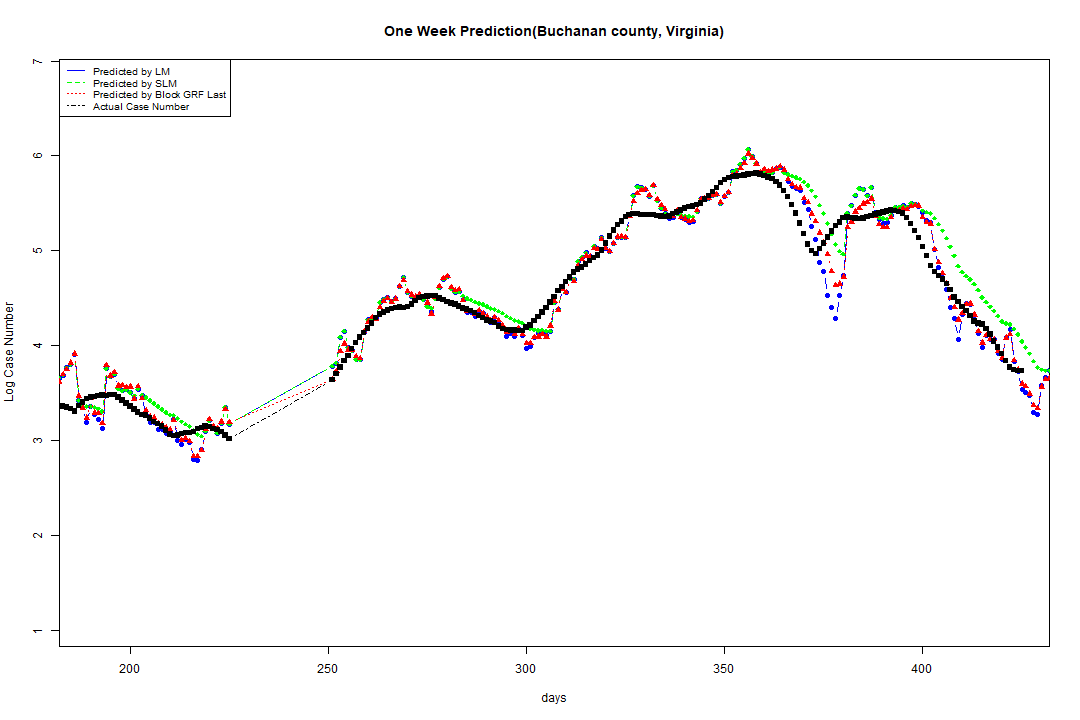 One Week Prediction(Buchanan county, Virginia)
Predicted by LM
Predicted by SLM
Predicted by Block GRF Last
Actual Case Number
7
6
5
4
3
2
1
Log Case Number
200
250
300
350
400
days